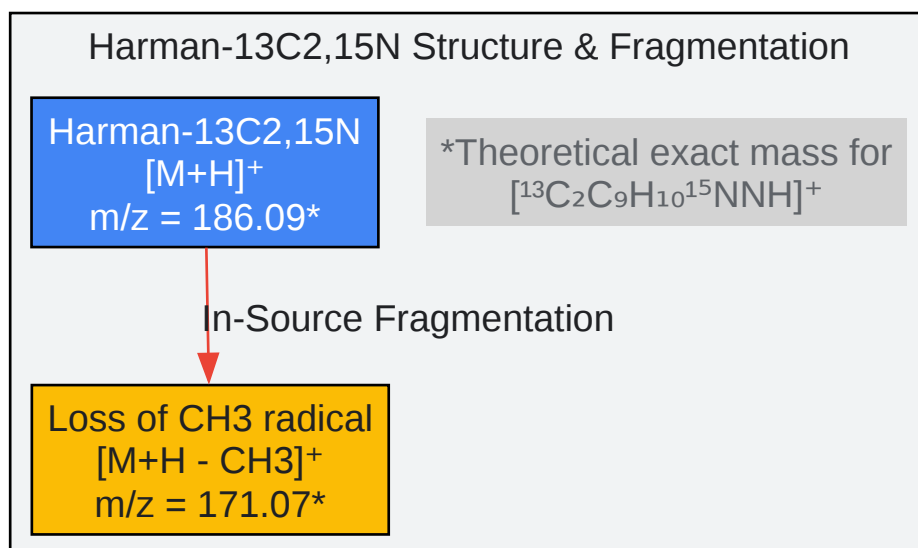 Harman-13C2,15N Structure & Fragmentation
Harman-13C2,15N
[M+H]⁺
m/z = 186.09*
*Theoretical exact mass for
[¹³C₂C₉H₁₀¹⁵NNH]⁺
In-Source Fragmentation
Loss of CH3 radical
[M+H - CH3]⁺
m/z = 171.07*